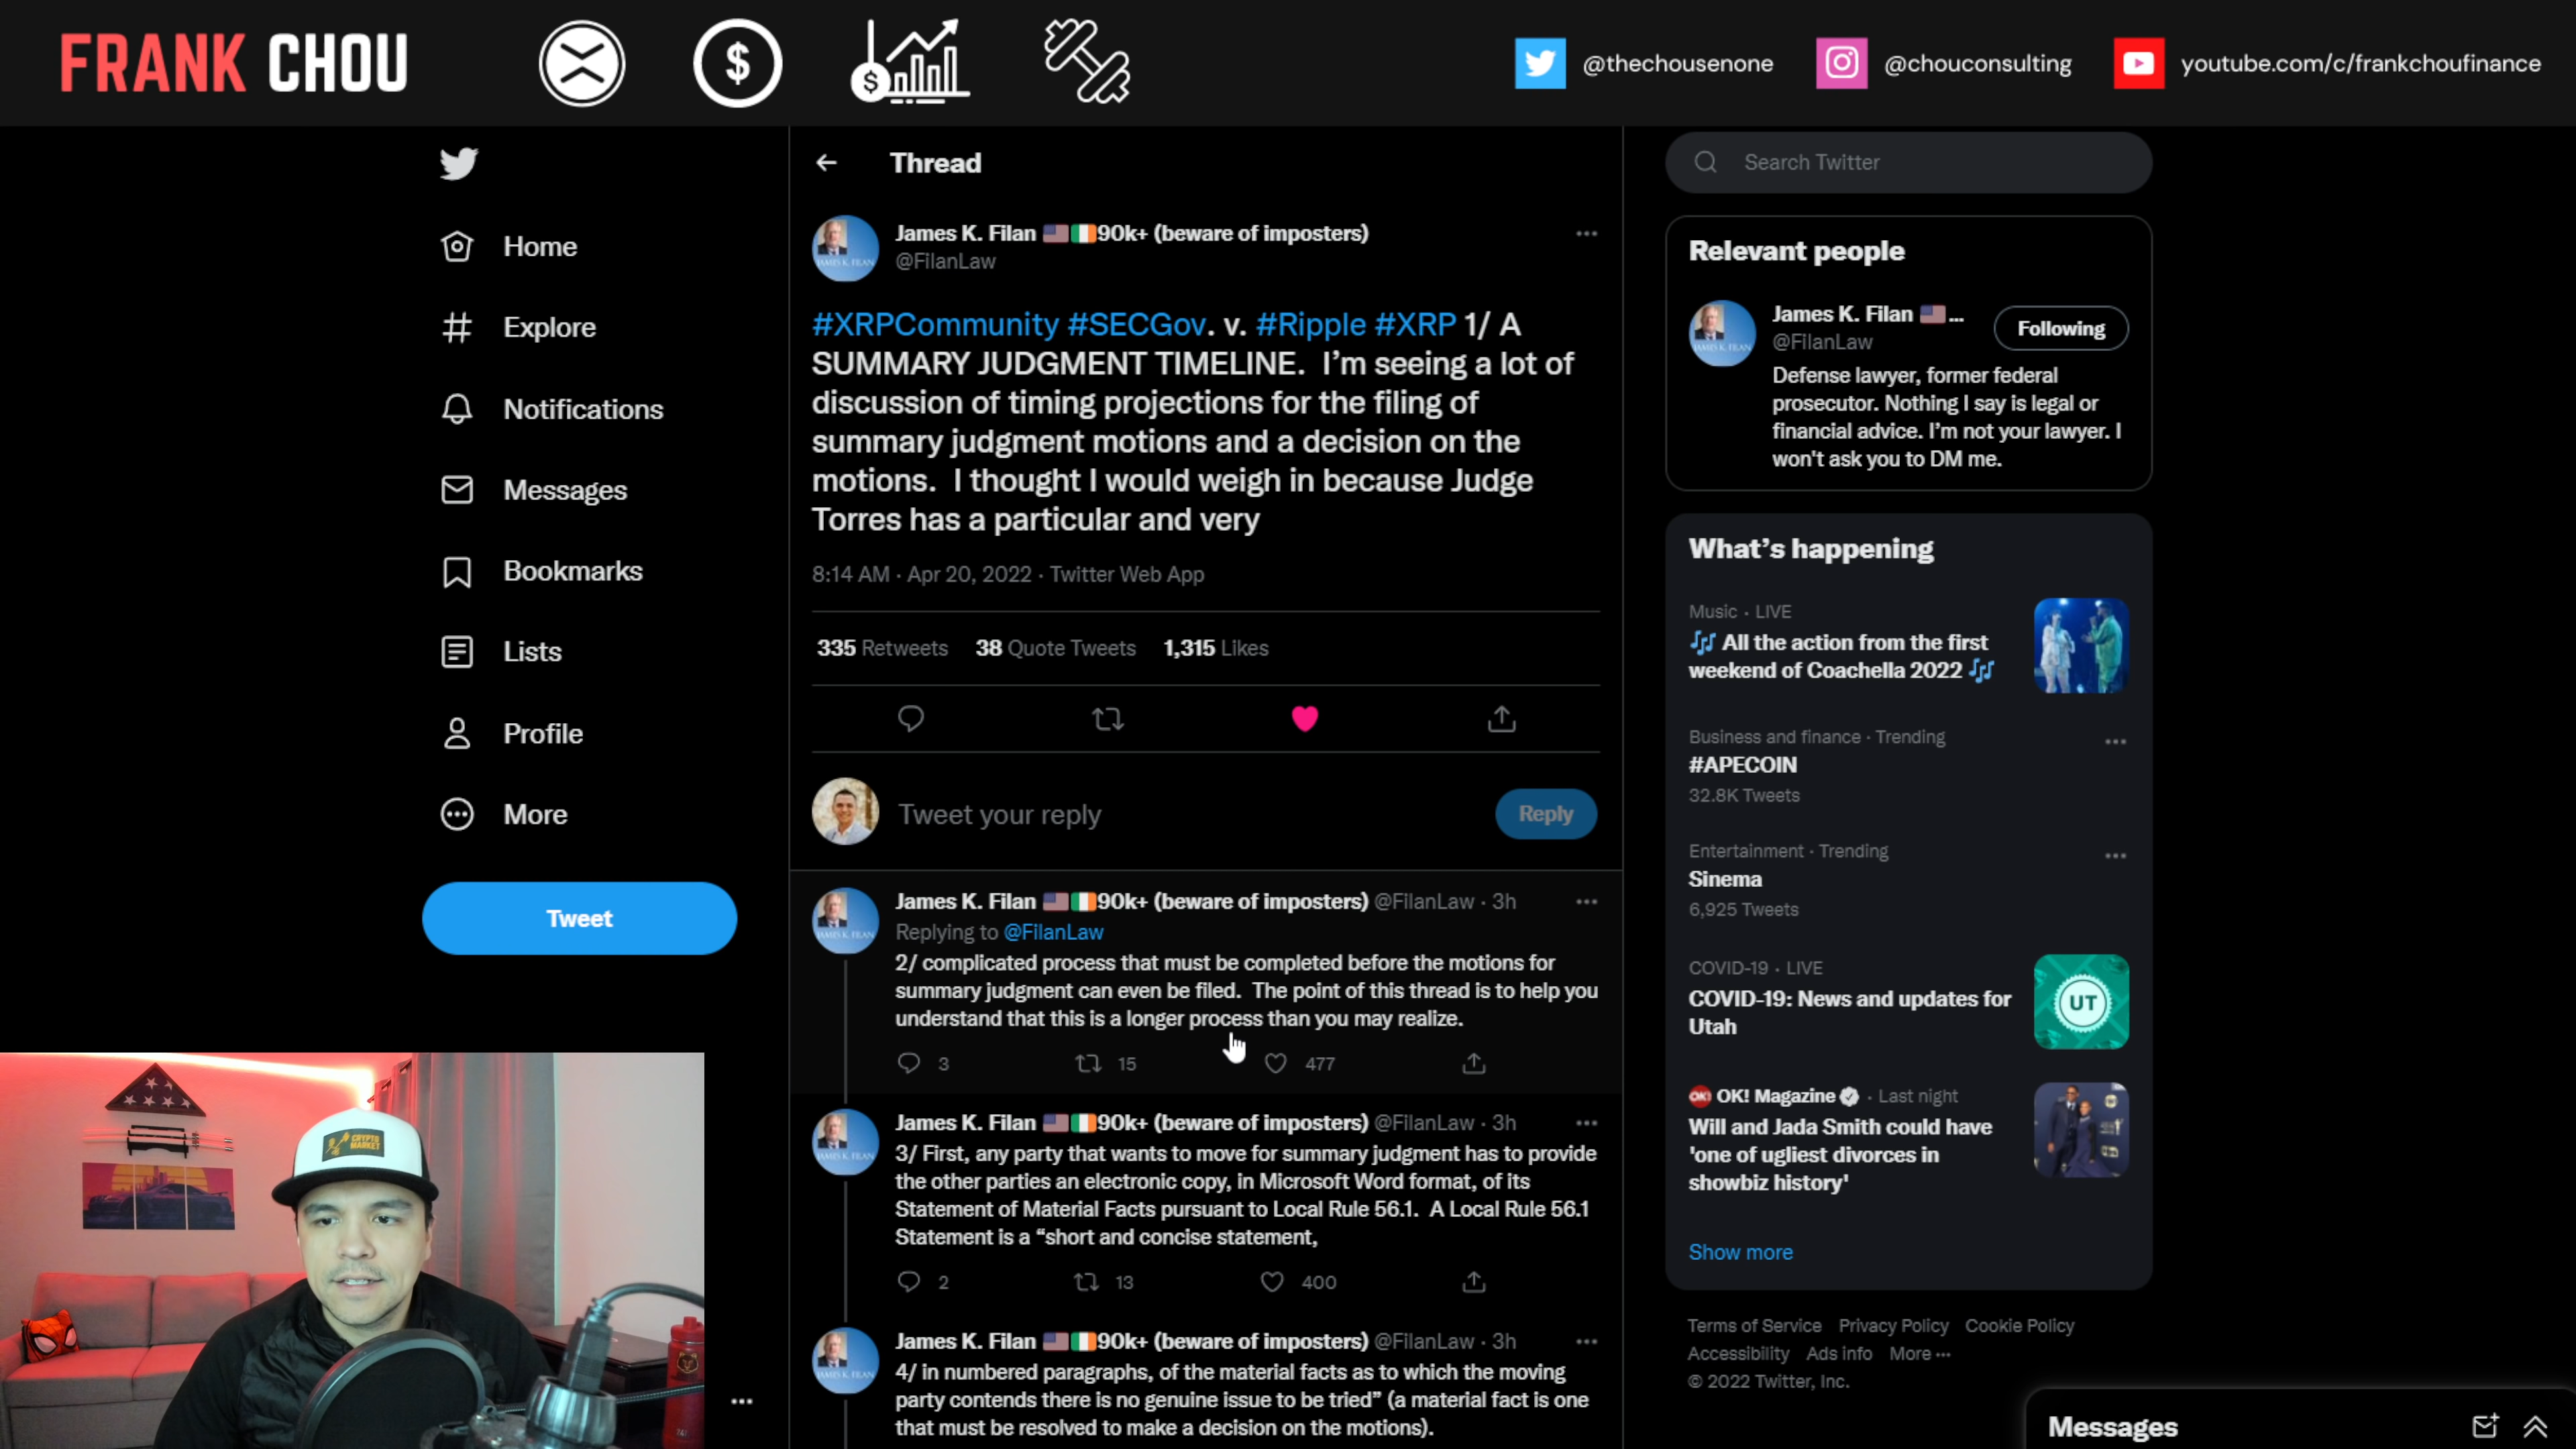 FRANK CHOU
@thechousenone
@chouconsulting
youtube.com/c/frankchoufinance
Home
Explore
Notifications
Messages
Bookmarks
Lists
Profile
More
Tweet
Thread
James K. Filan 🇺🇸🇮🇪90k+ (beware of imposters)
@FilanLaw
#XRPCommunity #SECGov. v. #Ripple #XRP 1/ A
SUMMARY JUDGMENT TIMELINE. I’m seeing a lot of
discussion of timing projections for the filing of
summary judgment motions and a decision on the
motions. I thought I would weigh in because Judge
Torres has a particular and very
8:14 AM · Apr 20, 2022 · Twitter Web App
335 Retweets 38 Quote Tweets 1,315 Likes
Tweet your reply
Reply
James K. Filan 🇺🇸🇮🇪90k+ (beware of imposters) @FilanLaw · 3h
Replying to @FilanLaw
2/ complicated process that must be completed before the motions for
summary judgment can even be filed. The point of this thread is to help you
understand that this is a longer process than you may realize.
3 15 477
James K. Filan 🇺🇸🇮🇪90k+ (beware of imposters) @FilanLaw · 3h
3/ First, any party that wants to move for summary judgment has to provide
the other parties an electronic copy, in Microsoft Word format, of its
Statement of Material Facts pursuant to Local Rule 56.1. A Local Rule 56.1
Statement is a “short and concise statement,
2 13 400
James K. Filan 🇺🇸🇮🇪90k+ (beware of imposters) @FilanLaw · 3h
4/ in numbered paragraphs, of the material facts as to which the moving
party contends there is no genuine issue to be tried” (a material fact is one
that must be resolved to make a decision on the motions).
Search Twitter
Relevant people
James K. Filan 🇺🇸...
@FilanLaw
Following
Defense lawyer, former federal
prosecutor. Nothing I say is legal or
financial advice. I’m not your lawyer. I
won't ask you to DM me.
What’s happening
Music · LIVE
🎶 All the action from the first
weekend of Coachella 2022 🎶
Business and finance · Trending
#APECOIN
32.8K Tweets
Entertainment · Trending
Sinema
6,925 Tweets
COVID-19 · LIVE
COVID-19: News and updates for
Utah
UT
OK! Magazine · Last night
Will and Jada Smith could have
'one of ugliest divorces in
showbiz history'
Show more
Terms of Service Privacy Policy Cookie Policy
Accessibility Ads info More ···
© 2022 Twitter, Inc.
Messages
CRYPTO
MARKET